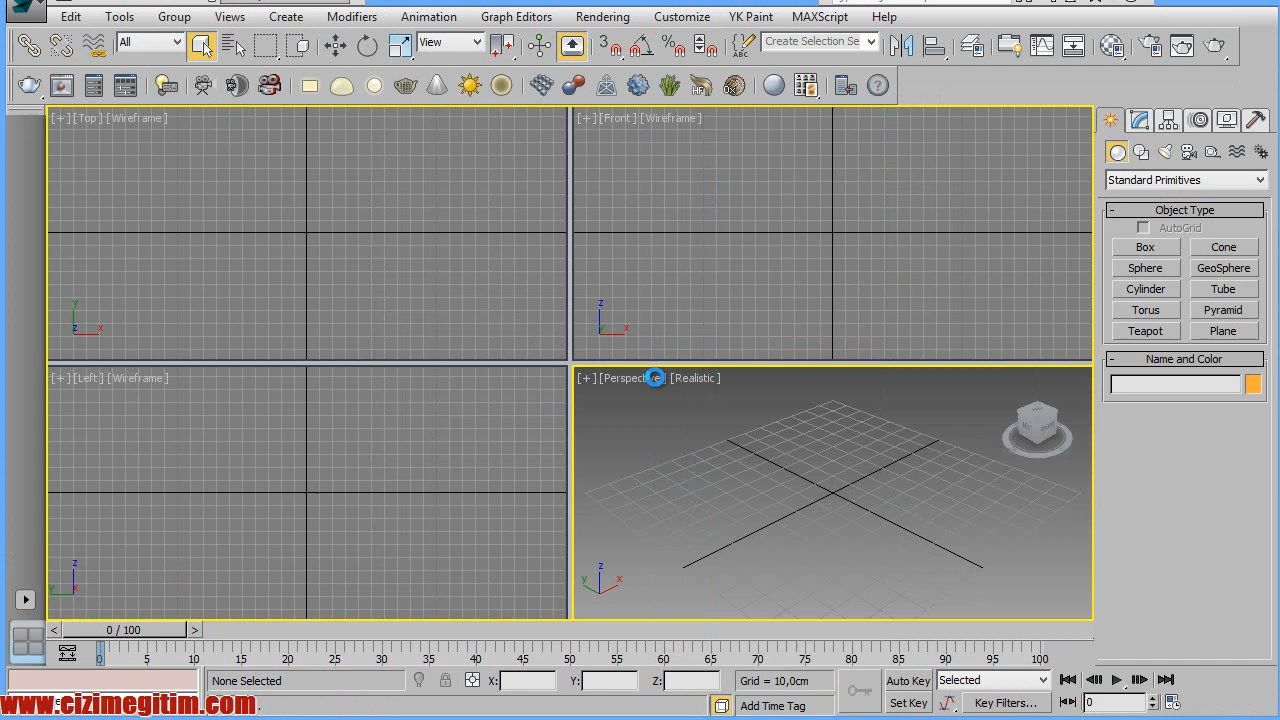 Edit Tools Group Views Create Modifiers Animation Graph Editors Rendering Customize YK Paint MAXScript Help
All View 3 % ABC Create Selection Se
[+] [Top] [Wireframe]
[+] [Front] [Wireframe]
Standard Primitives
- Object Type
AutoGrid
Box Cone
Sphere GeoSphere
Cylinder Tube
Torus Pyramid
Teapot Plane
- Name and Color
y
z x
z
y x
[+] [Left] [Wireframe]
[+] [Perspective] [Realistic]
z
y x
z
y x
< 0 / 100 >
0 5 10 15 20 25 30 35 40 45 50 55 60 65 70 75 80 85 90 95 100
None Selected X: Y: Z: Grid = 10,0cm Auto Key Selected
Add Time Tag Set Key Key Filters... 0
www.cizimegitim.com